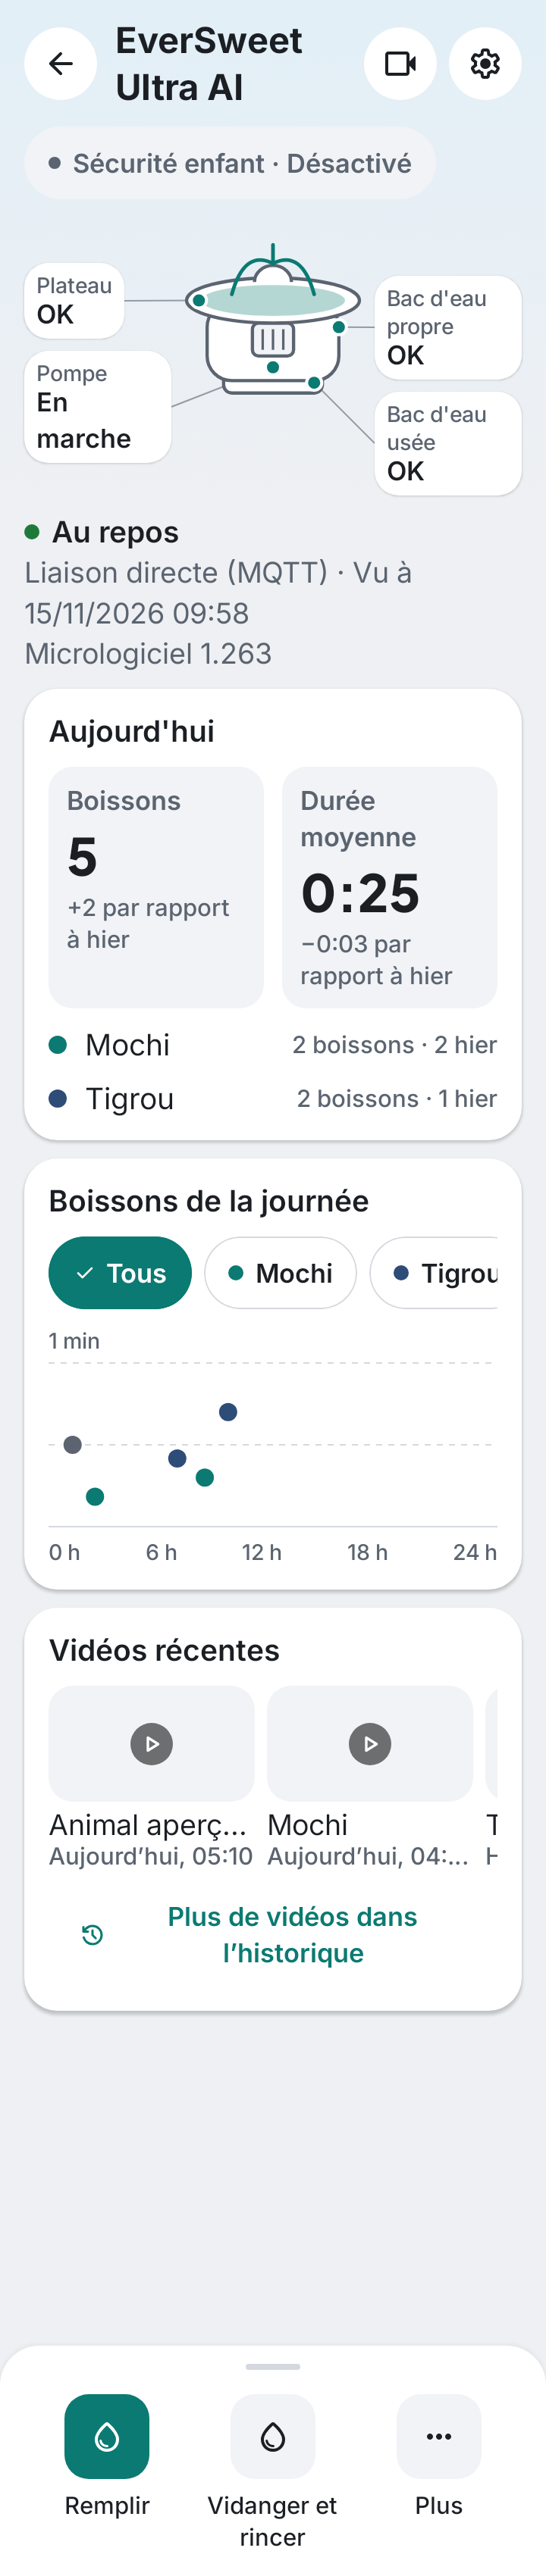 EverSweet
Ultra AI
Sécurité enfant · Désactivé
Plateau
OK
Pompe
En
marche
Bac d'eau
propre
OK
Bac d'eau
usée
OK
Au repos
Liaison directe (MQTT) · Vu à
15/11/2026 09:58
Micrologiciel 1.263
Aujourd'hui
Boissons
5
+2 par rapport
à hier
Durée
moyenne
0:25
−0:03 par
rapport à hier
Mochi
2 boissons · 2 hier
Tigrou
2 boissons · 1 hier
Boissons de la journée
Tous
Mochi
Tigrou
1 min
0 h
6 h
12 h
18 h
24 h
Vidéos récentes
Animal aperç…
Aujourd’hui, 05:10
Mochi
Aujourd’hui, 04:…
T
H
Plus de vidéos dans
l’historique
Remplir
Vidanger et
rincer
Plus